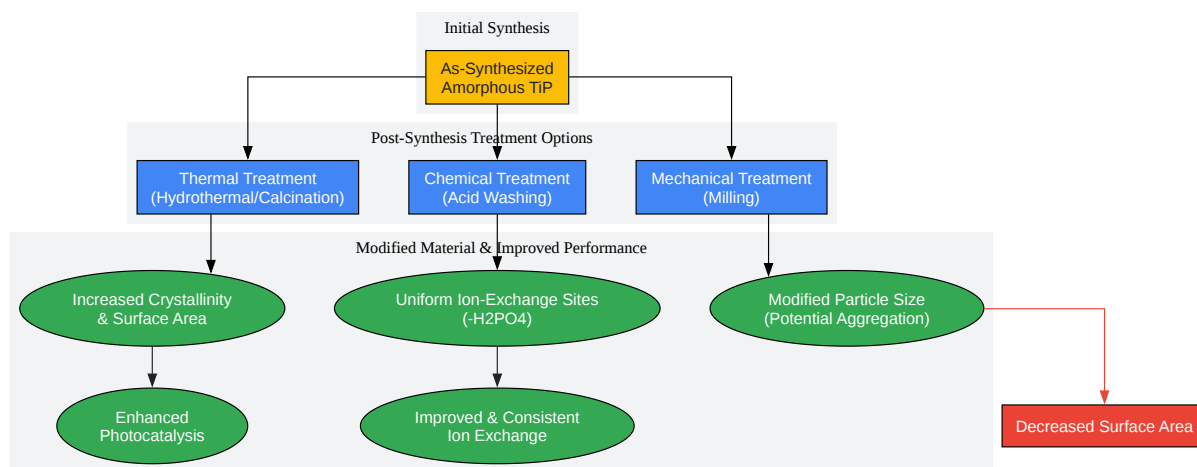 Initial Synthesis
As-Synthesized
Amorphous TiP
Post-Synthesis Treatment Options
Thermal Treatment
(Hydrothermal/Calcination)
Chemical Treatment
(Acid Washing)
Mechanical Treatment
(Milling)
Modified Material & Improved Performance
Increased Crystallinity
& Surface Area
Uniform Ion-Exchange Sites
(-H2PO4)
Modified Particle Size
(Potential Aggregation)
Enhanced
Photocatalysis
Improved & Consistent
Ion Exchange
Decreased Surface Area